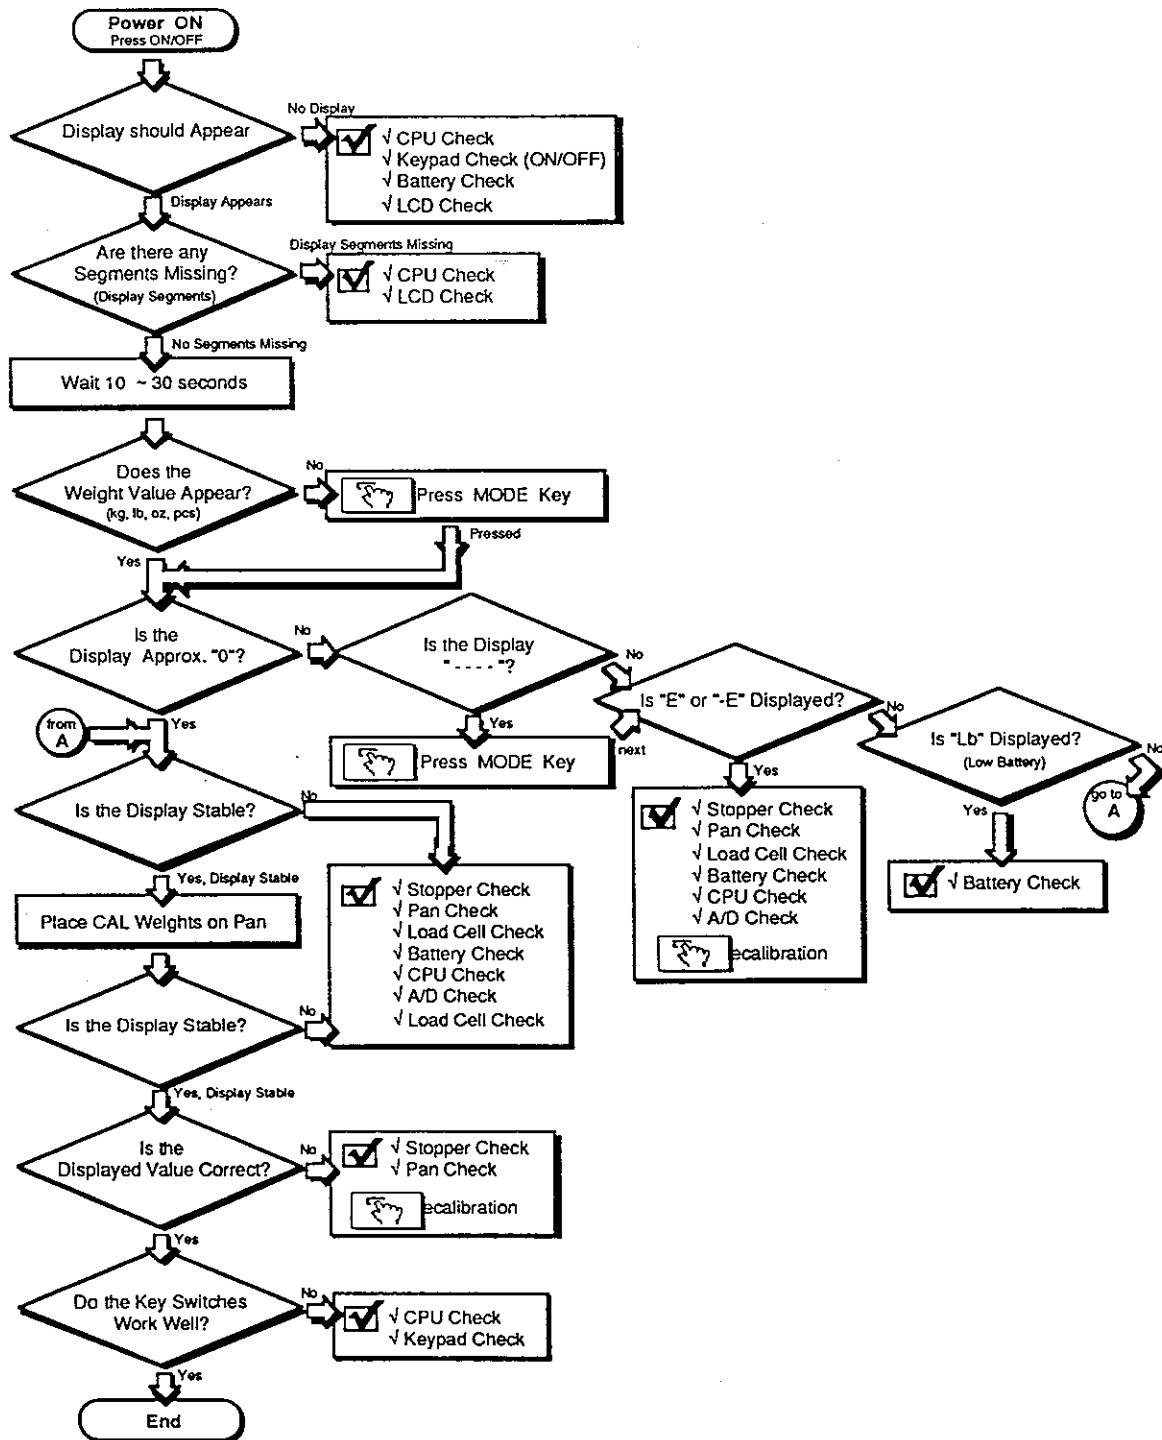 Power ON
Press ON/OFF
Display should Appear
No Display
√ CPU Check
√ Keypad Check (ON/OFF)
√ Battery Check
√ LCD Check
Display Appears
Are there any
Segments Missing?
(Display Segments)
Display Segments Missing
√ CPU Check
√ LCD Check
No Segments Missing
Wait 10 ~ 30 seconds
Does the
Weight Value Appear?
(kg, lb, oz, pcs)
No
Press MODE Key
Pressed
Yes
Is the
Display Approx. "0"?
No
Is the Display
"- - - - -"?
No
Yes
Press MODE Key
next
Is "E" or "-E" Displayed?
No
Yes
√ Stopper Check
√ Pan Check
√ Load Cell Check
√ Battery Check
√ CPU Check
√ A/D Check
ecalibration
Is "Lb" Displayed?
(Low Battery)
No
go to
A
Yes
√ Battery Check
Yes
from
A
Is the Display Stable?
No
√ Stopper Check
√ Pan Check
√ Load Cell Check
√ Battery Check
√ CPU Check
√ A/D Check
√ Load Cell Check
Yes, Display Stable
Place CAL Weights on Pan
Is the Display Stable?
No
Yes, Display Stable
Is the
Displayed Value Correct?
No
√ Stopper Check
√ Pan Check
ecalibration
Yes
Do the Key Switches
Work Well?
No
√ CPU Check
√ Keypad Check
Yes
End